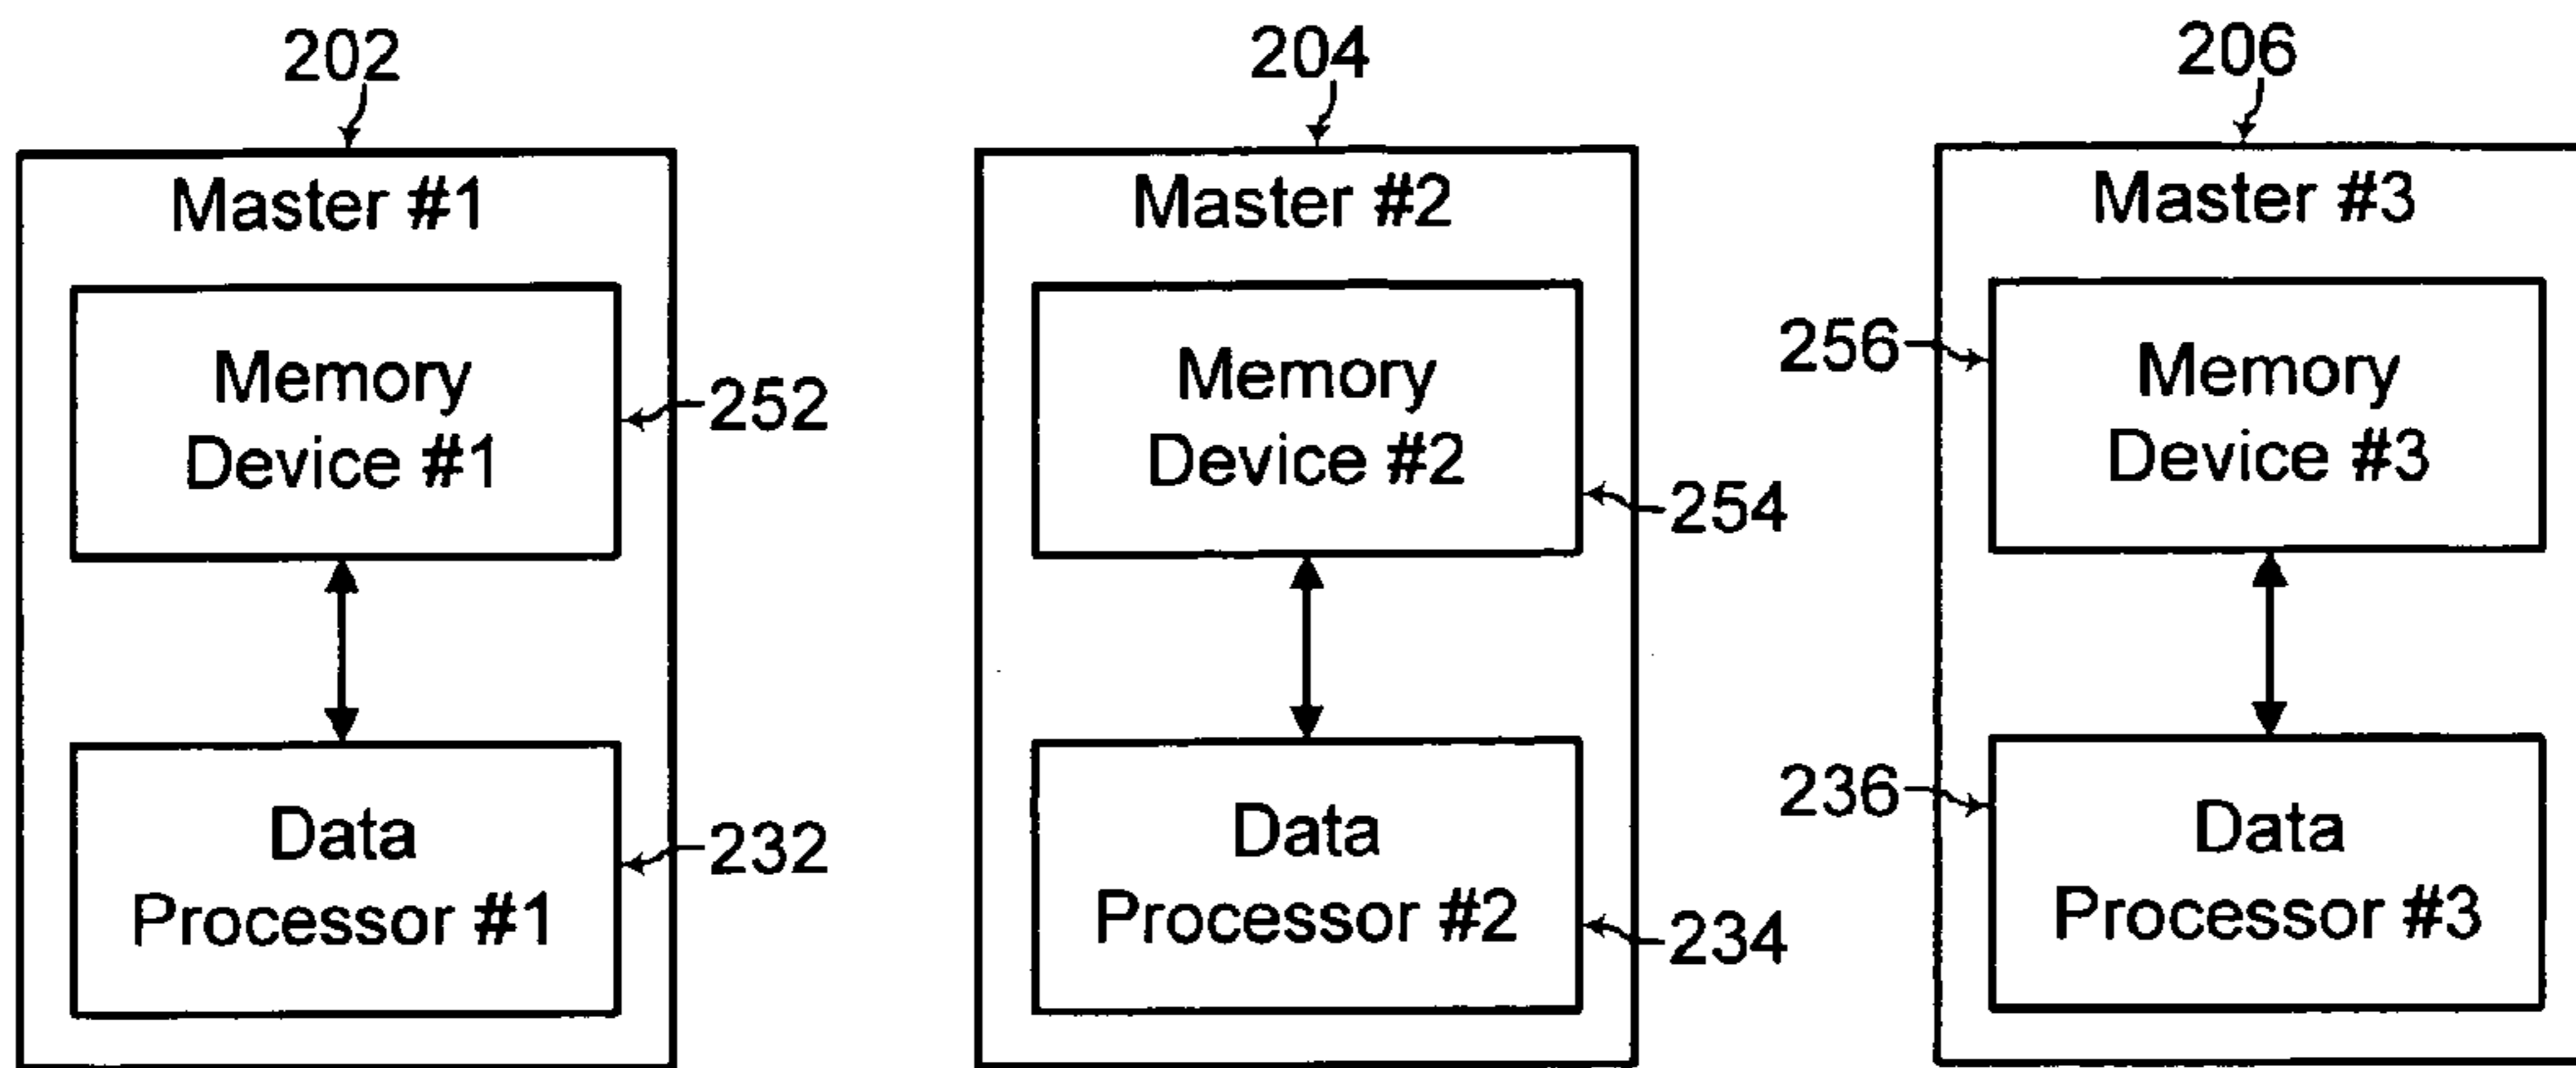 202
Master #1
Memory
Device #1
252
Data
Processor #1
232
204
Master #2
Memory
Device #2
254
Data
Processor #2
234
206
Master #3
256
Memory
Device #3
236
Data
Processor #3